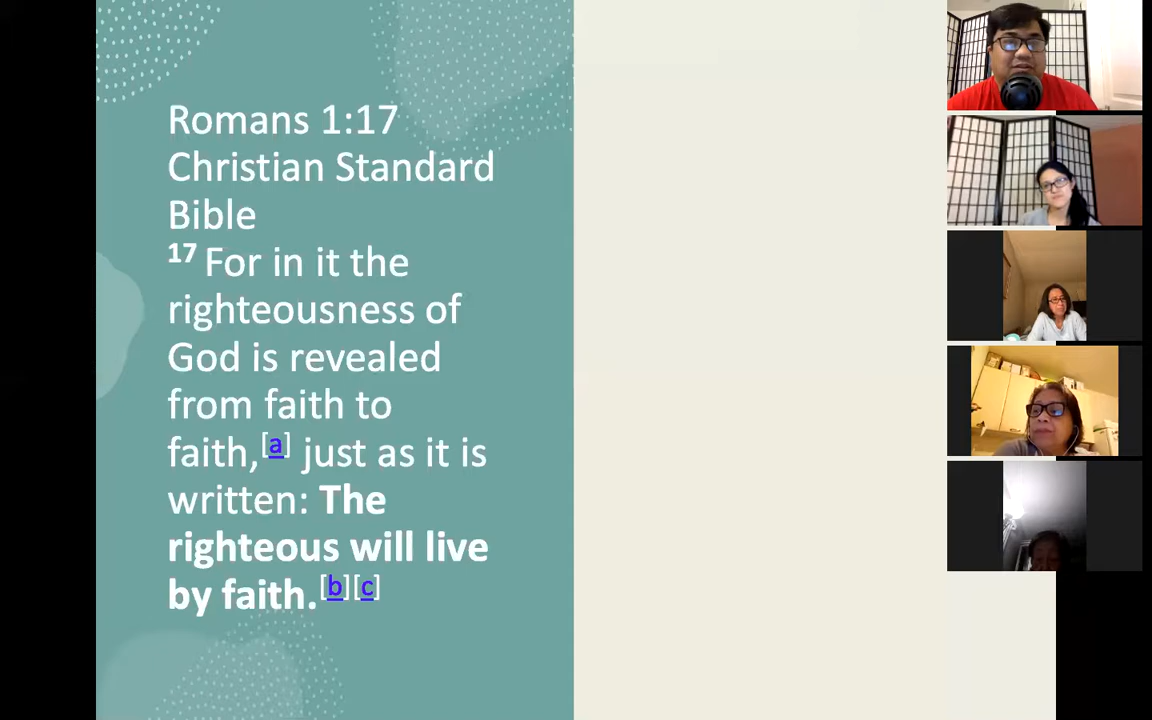 Romans 1:17
Christian Standard
Bible
17 For in it the
righteousness of
God is revealed
from faith to
faith,[a] just as it is
written: The
righteous will live
by faith.[b][c]